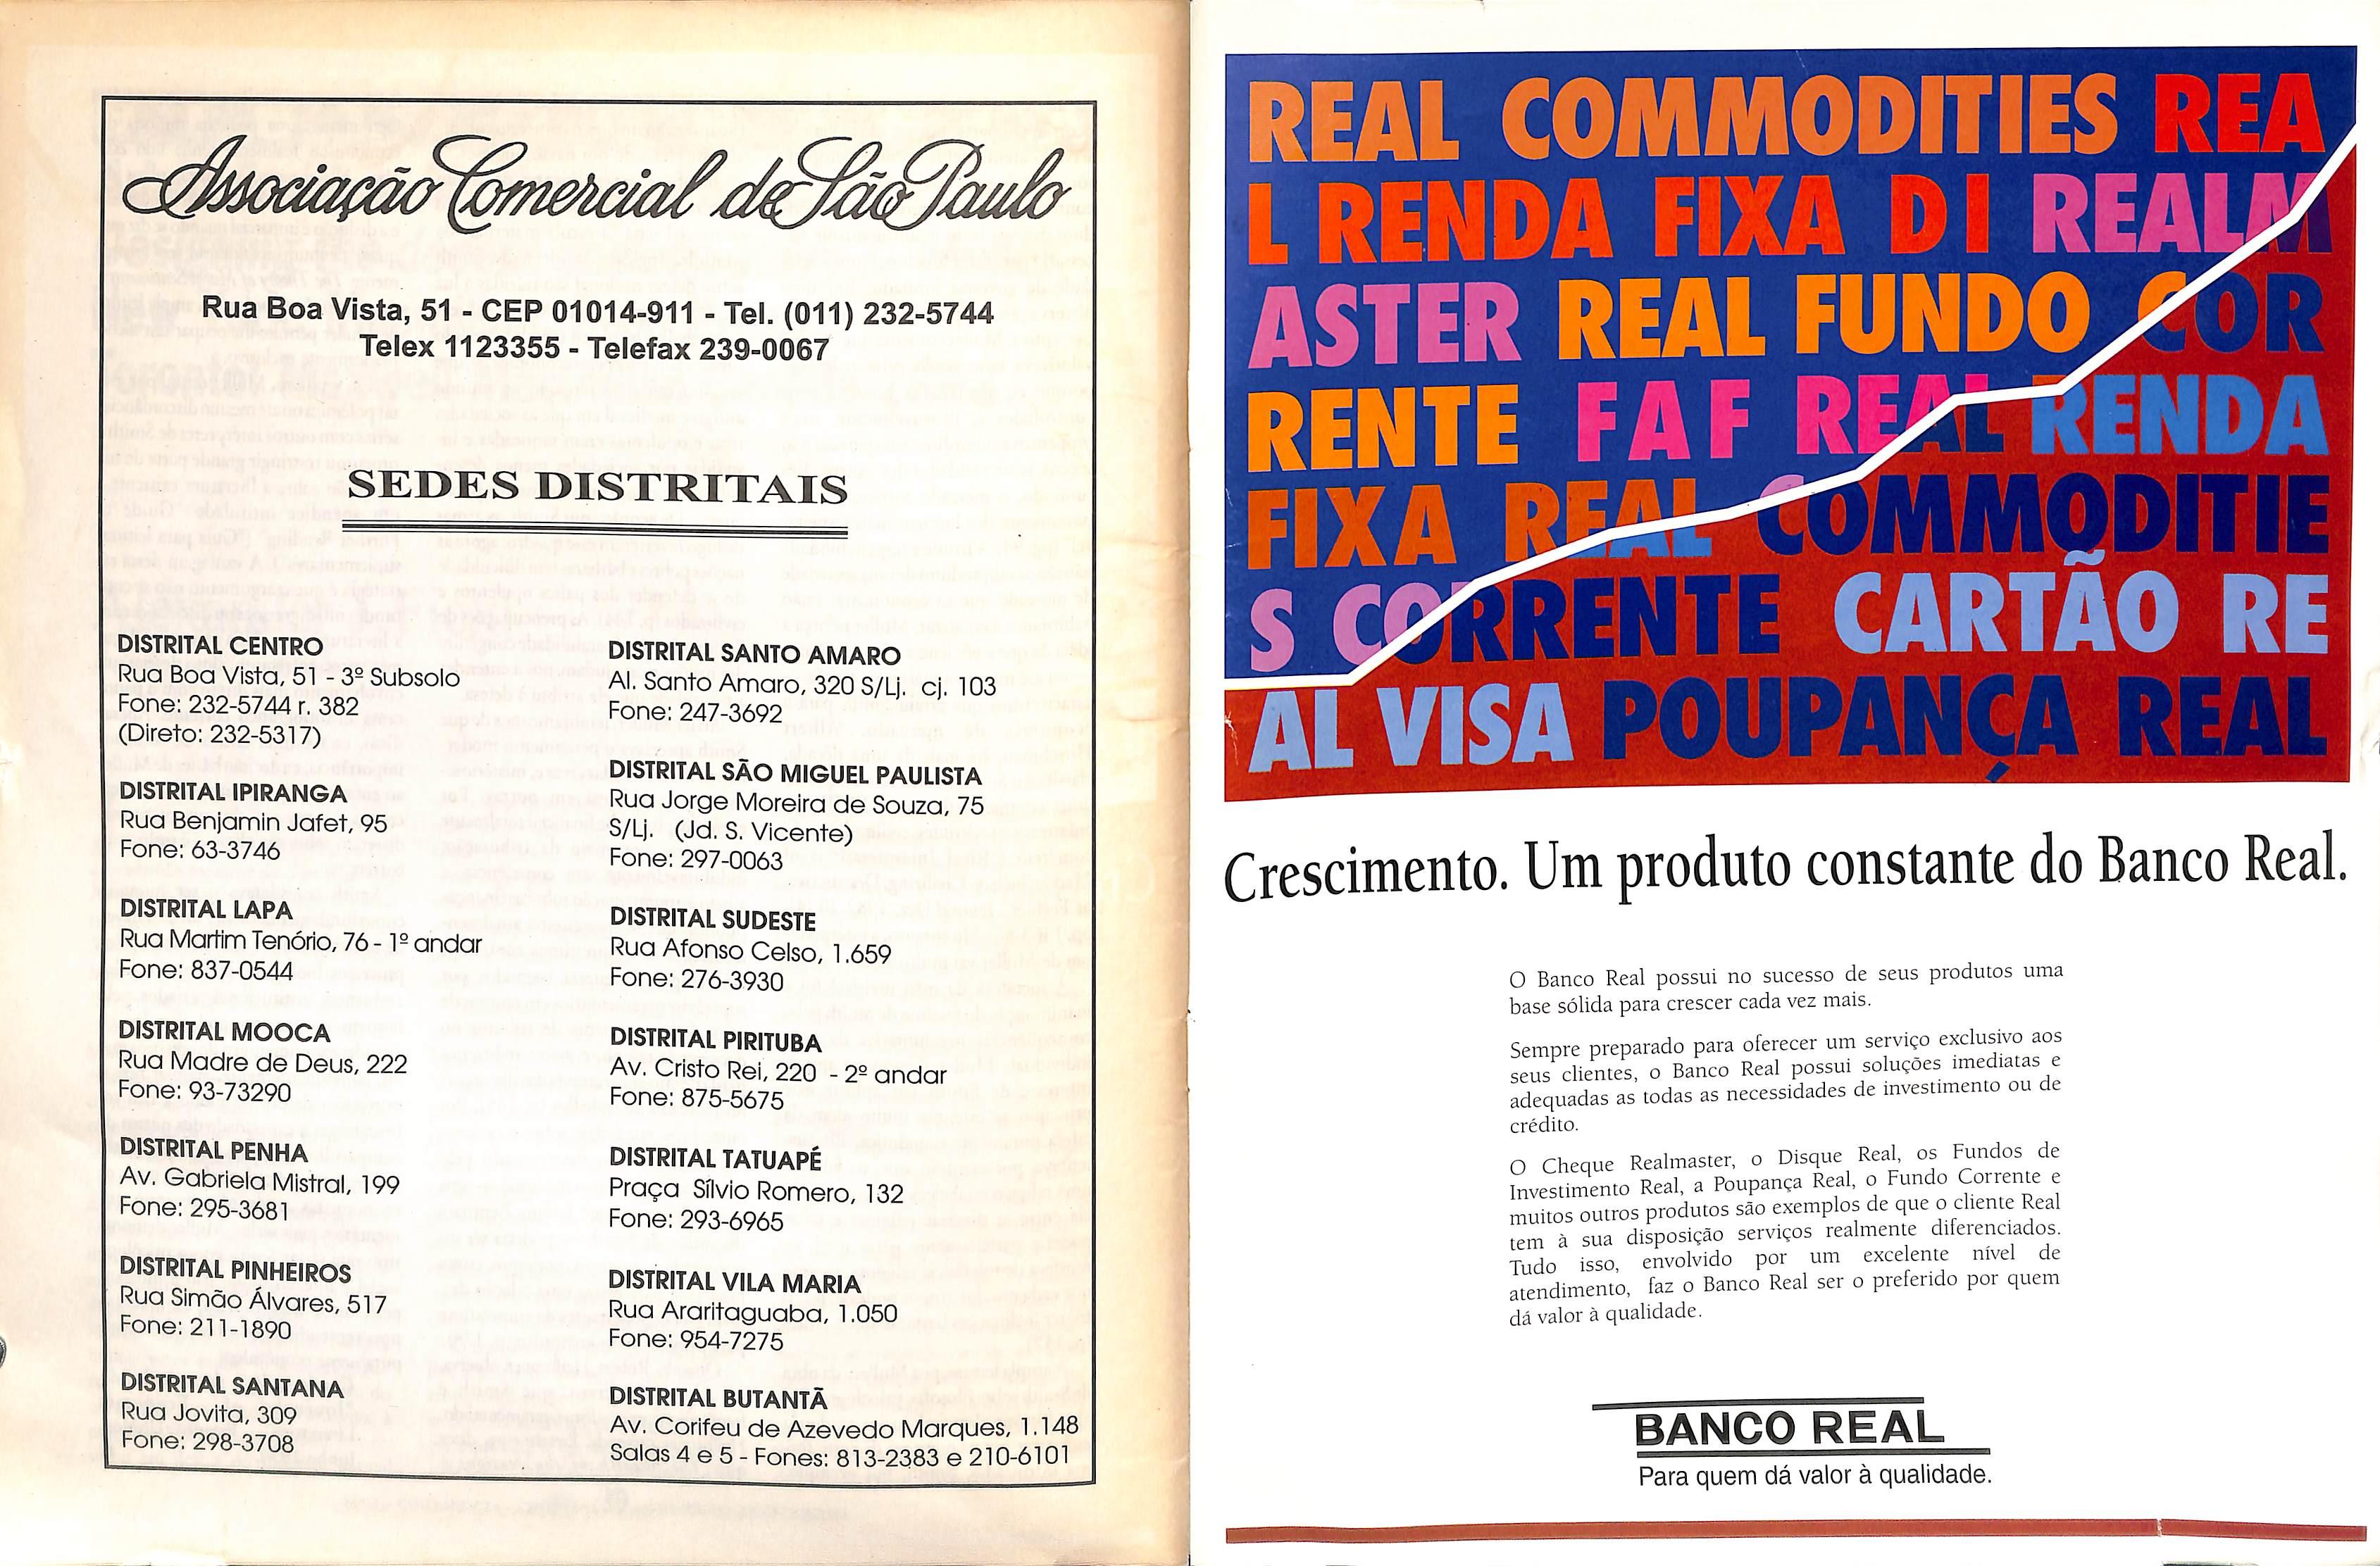 Associação Comercial de São Paulo
Rua Boa Vista, 51 - CEP 01014-911 - Tel. (011) 232-5744
Telex 1123355 - Telefax 239-0067
SEDES DISTRITAIS
DISTRITAL CENTRO
Rua Boa Vista, 51 - 3º Subsolo
Fone: 232-5744 r. 382
(Direto: 232-5317)
DISTRITAL IPIRANGA
Rua Benjamin Jafet, 95
Fone: 63-3746
DISTRITAL LAPA
Rua Martim Tenório, 76 - 1º andar
Fone: 837-0544
DISTRITAL MOOCA
Rua Madre de Deus, 222
Fone: 93-73290
DISTRITAL PENHA
Av. Gabriela Mistral, 199
Fone: 295-3681
DISTRITAL PINHEIROS
Rua Simão Álvares, 517
Fone: 211-1890
DISTRITAL SANTANA
Rua Jovita, 309
Fone: 298-3708
DISTRITAL SANTO AMARO
Al. Santo Amaro, 320 S/Lj. cj. 103
Fone: 247-3692
DISTRITAL SÃO MIGUEL PAULISTA
Rua Jorge Moreira de Souza, 75
S/Lj. (Jd. S. Vicente)
Fone: 297-0063
DISTRITAL SUDESTE
Rua Afonso Celso, 1.659
Fone: 276-3930
DISTRITAL PIRITUBA
Av. Cristo Rei, 220 - 2º andar
Fone: 875-5675
DISTRITAL TATUAPÉ
Praça Sílvio Romero, 132
Fone: 293-6965
DISTRITAL VILA MARIA
Rua Araritaguaba, 1.050
Fone: 954-7275
DISTRITAL BUTANTÃ
Av. Corifeu de Azevedo Marques, 1.148
Salas 4 e 5 - Fones: 813-2383 e 210-6101
REAL COMMODITIES REA
L RENDA FIXA DI REALM
ASTER REAL FUNDO COR
RENTE FAF REAL RENDA
FIXA REAL COMMODITIE
S CORRENTE CARTÃO RE
AL VISA POUPANÇA REAL
Crescimento. Um produto constante do Banco Real.
O Banco Real possui no sucesso de seus produtos uma
base sólida para crescer cada vez mais.
Sempre preparado para oferecer um serviço exclusivo aos
seus clientes, o Banco Real possui soluções imediatas e
adequadas as todas as necessidades de investimento ou de
crédito.
O Cheque Realmaster, o Disque Real, os Fundos de
Investimento Real, a Poupança Real, o Fundo Corrente e
muitos outros produtos são exemplos de que o cliente Real
tem à sua disposição serviços realmente diferenciados.
Tudo isso, envolvido por um excelente nível de
atendimento, faz o Banco Real ser o preferido por quem
dá valor à qualidade.
BANCO REAL
Para quem dá valor à qualidade.